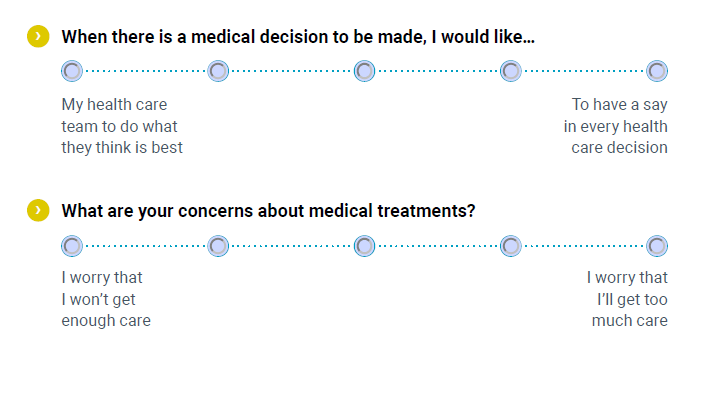 When there is a medical decision to be made, I would like…
My health care
team to do what
they think is best
To have a say
in every health
care decision
What are your concerns about medical treatments?
I worry that
I won’t get
enough care
I worry that
I’ll get too
much care